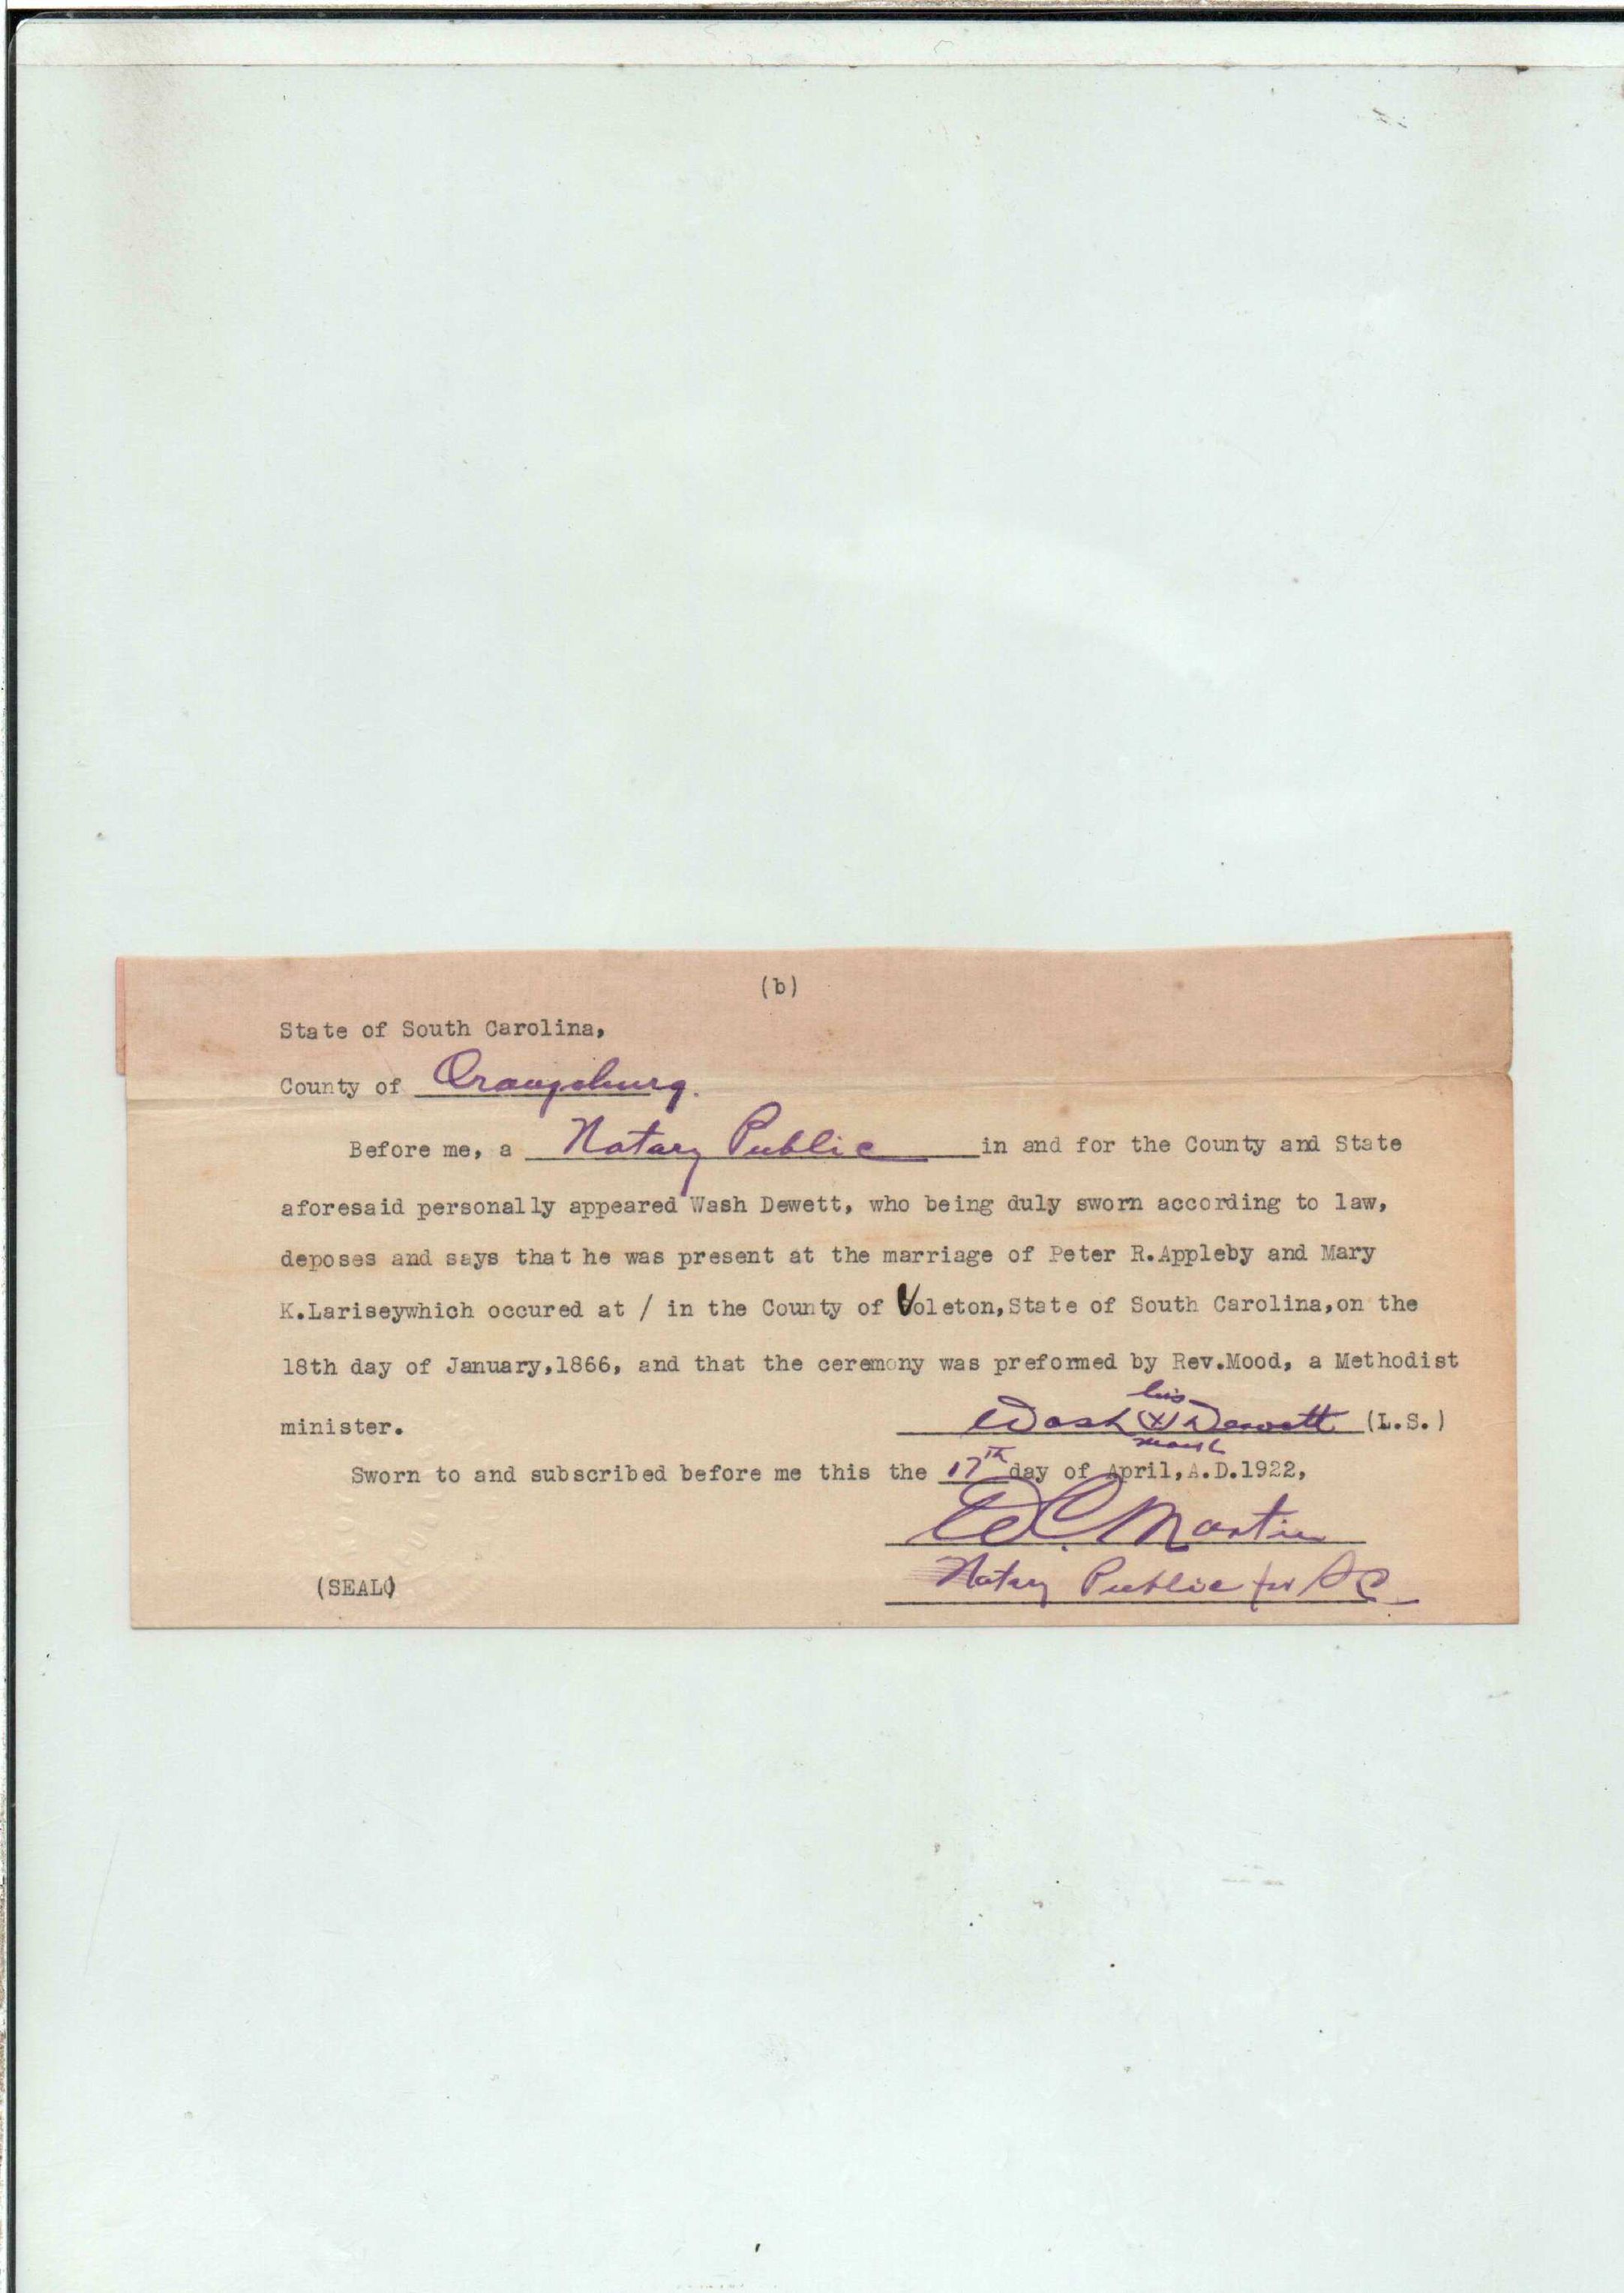 (b)
State of South Carolina,
County of Orangeburg.
Before me, a Notary Public in and for the County and State
aforesaid personally appeared Wash Dewett, who being duly sworn according to law,
deposes and says that he was present at the marriage of Peter R.Appleby and Mary
K.Lariseywhich occured at / in the County of Coleton,State of South Carolina,on the
18th day of January,1866, and that the ceremony was preformed by Rev.Mood, a Methodist
his
minister. Wash (X) Dewett (L.S.)
mark
Sworn to and subscribed before me this the 17th day of April,A.D.1922,
Martin
(SEAL) Notary Public for SC